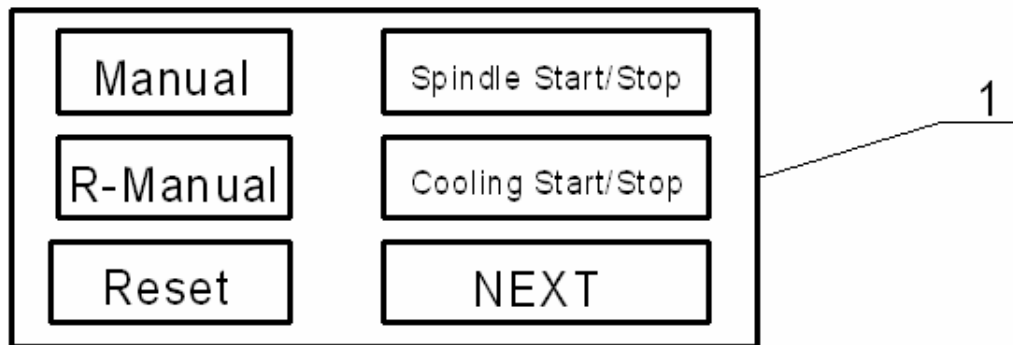 Manual
Spindle Start/Stop
1
R-Manual
Cooling Start/Stop
Reset
NEXT